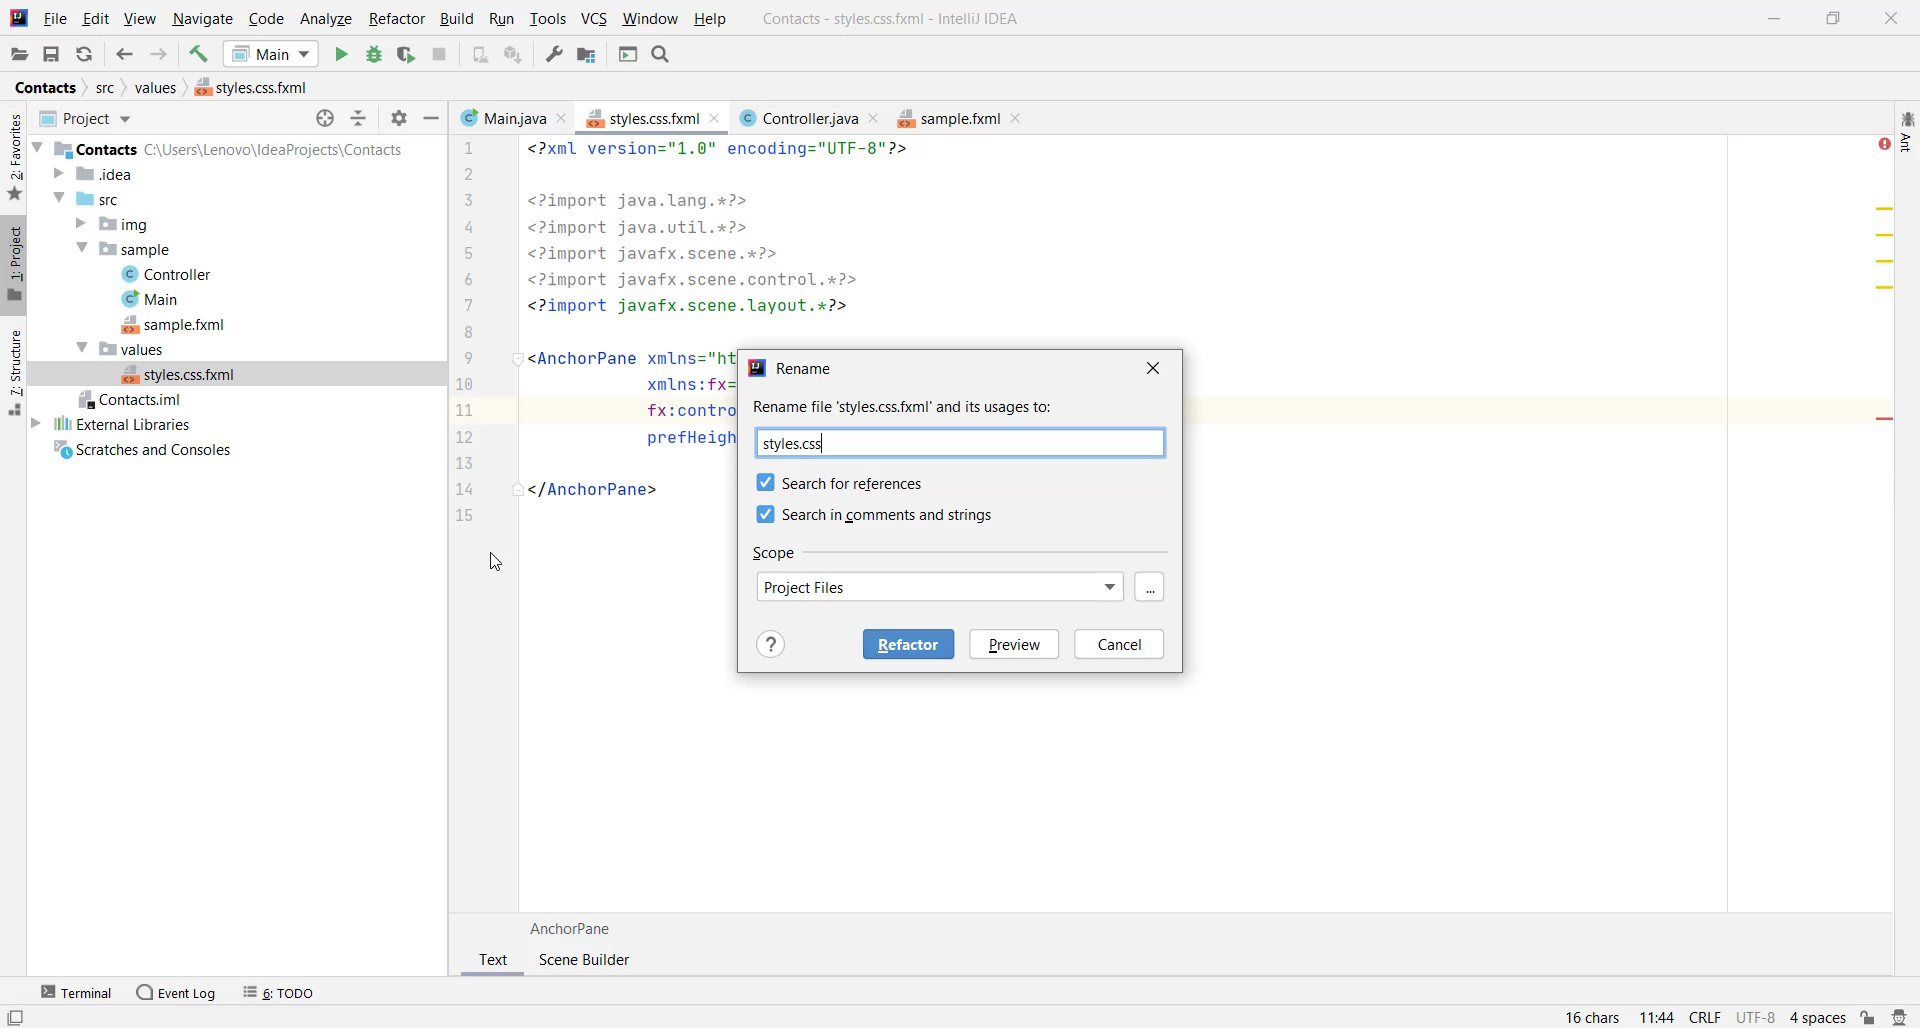 File Edit View Navigate Code Analyze Refactor Build Run Tools VCS Window Help Contacts - styles.css.fxml - IntelliJ IDEA
Main
Contacts src values styles.css.fxml
Project
Main.java styles.css.fxml Controller.java sample.fxml
2: Favorites
1: Project
7: Structure
Ant
Contacts C:\Users\Lenovo\IdeaProjects\Contacts
.idea
src
img
sample
Controller
Main
sample.fxml
values
styles.css.fxml
Contacts.iml
External Libraries
Scratches and Consoles
1 <?xml version="1.0" encoding="UTF-8"?>
2
3 <?import java.lang.*?>
4 <?import java.util.*?>
5 <?import javafx.scene.*?>
6 <?import javafx.scene.control.*?>
7 <?import javafx.scene.layout.*?>
8
9 <AnchorPane xmlns="ht
10 xmlns:fx=
11 fx:contro
12 prefHeigh
13
14 </AnchorPane>
15
Rename
Rename file 'styles.css.fxml' and its usages to:
styles.css
Search for references
Search in comments and strings
Scope
Project Files
...
? Refactor Preview Cancel
AnchorPane
Text Scene Builder
Terminal Event Log 6: TODO
16 chars 11:44 CRLF UTF-8 4 spaces